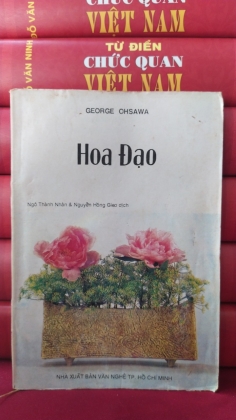 CHỨC QUAN
VIỆT NAM
TỪ ĐIỂN
CHỨC QUAN
VIỆT NAM
GEORGE OHSAWA
Hoa Đạo
Ngô Thành Nhân & Nguyễn Hồng Giao dịch
NHÀ XUẤT BẢN VĂN NGHỆ TP. HỒ CHÍ MINH